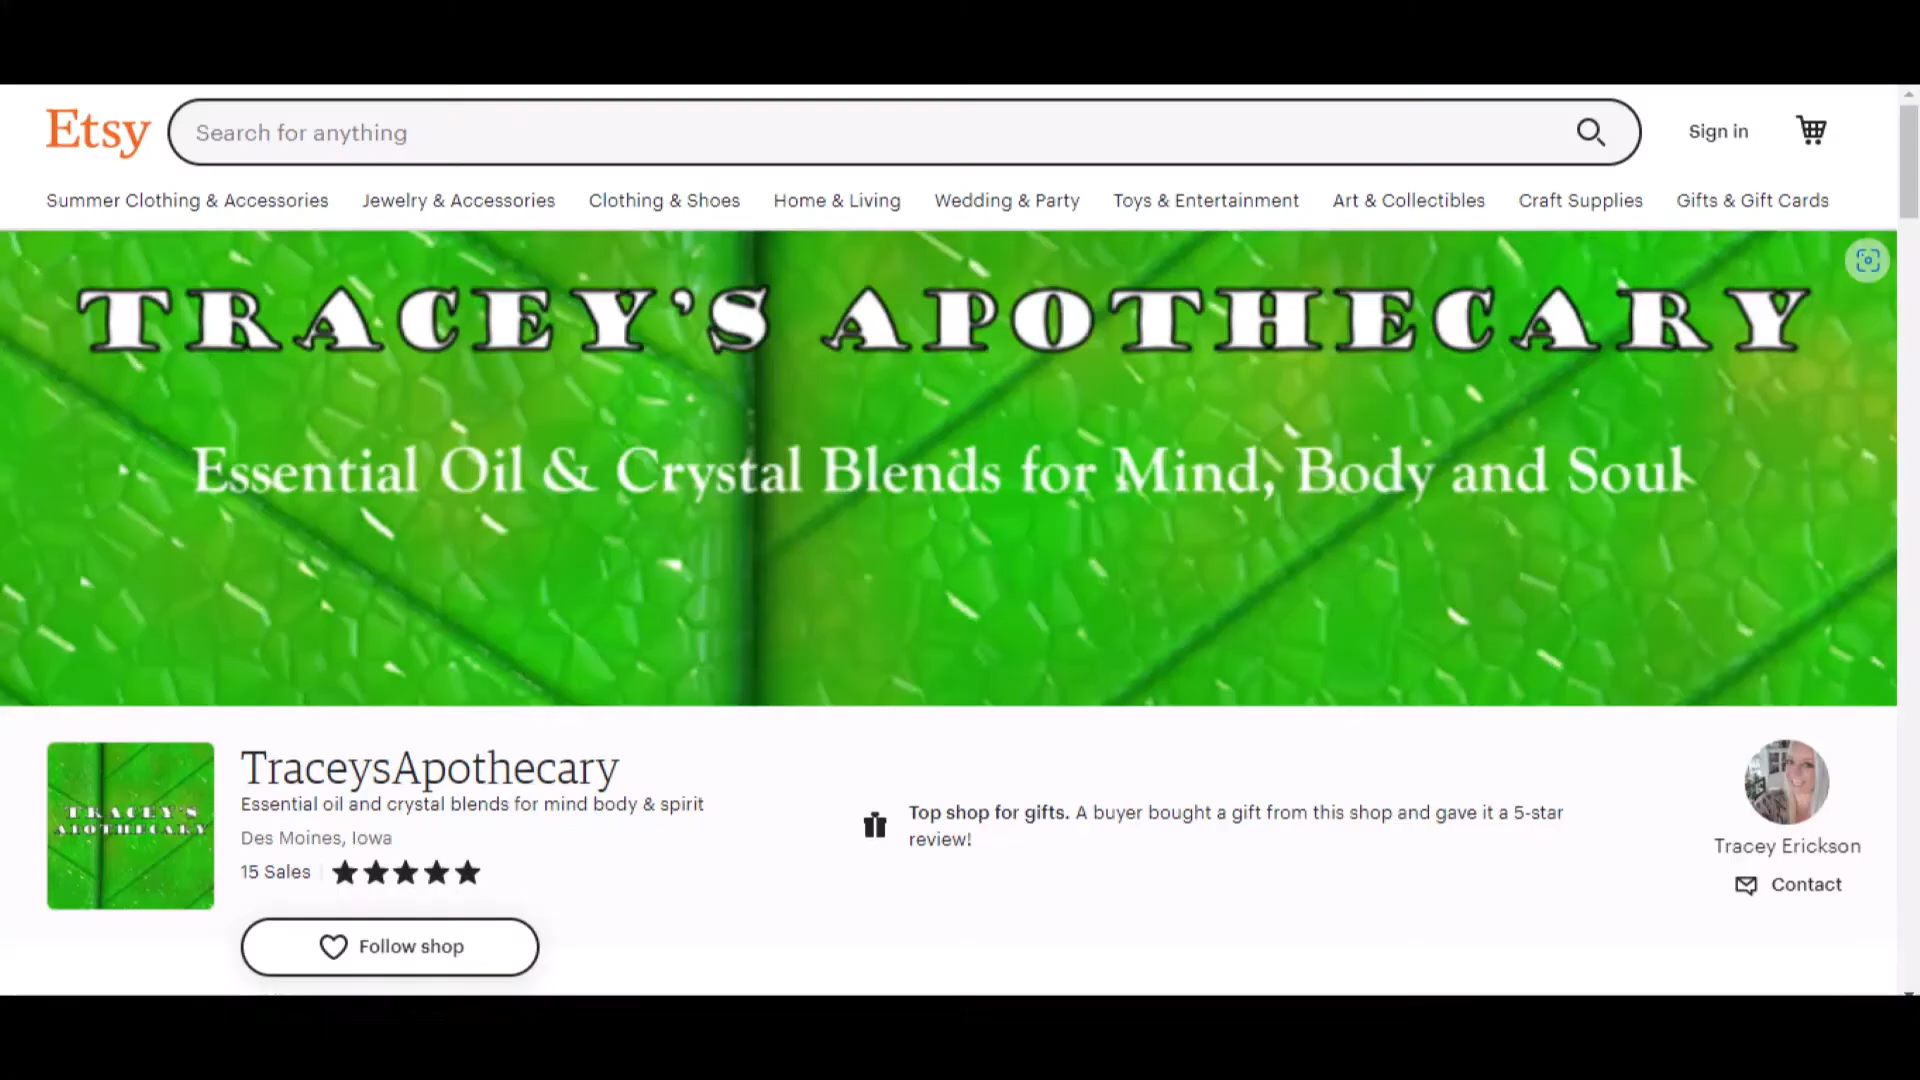 Etsy
Search for anything
Sign in
Summer Clothing & Accessories Jewelry & Accessories Clothing & Shoes Home & Living Wedding & Party Toys & Entertainment Art & Collectibles Craft Supplies Gifts & Gift Cards
TRACEY'S APOTHECARY
Essential Oil & Crystal Blends for Mind, Body and Soul
TRACEY'S
APOTHECARY
TraceysApothecary
Essential oil and crystal blends for mind body & spirit
Des Moines, Iowa
15 Sales
Follow shop
Top shop for gifts. A buyer bought a gift from this shop and gave it a 5-star
review!
Tracey Erickson
Contact